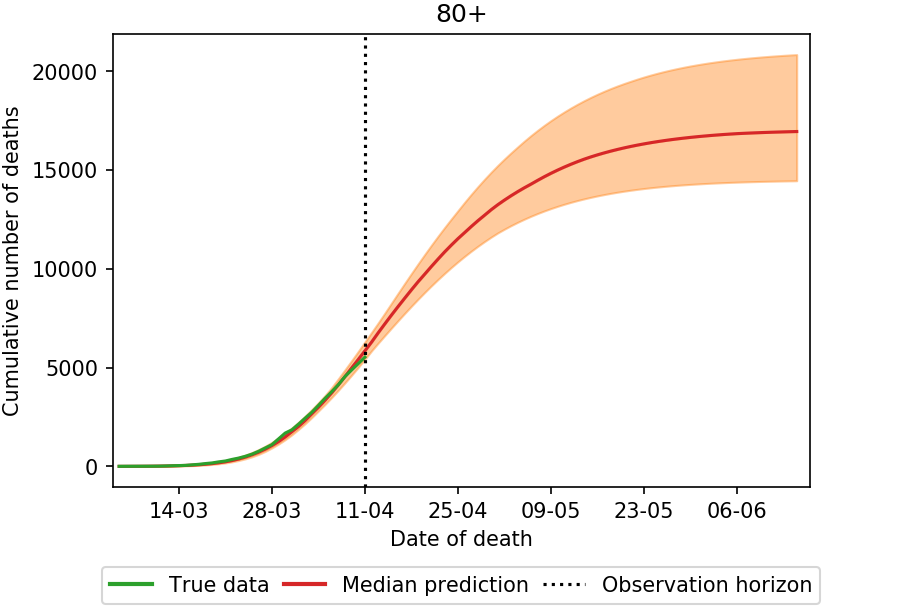 80+
Cumulative number of deaths
20000
15000
10000
5000
0
14-03 28-03 11-04 25-04 09-05 23-05 06-06
Date of death
True data Median prediction Observation horizon